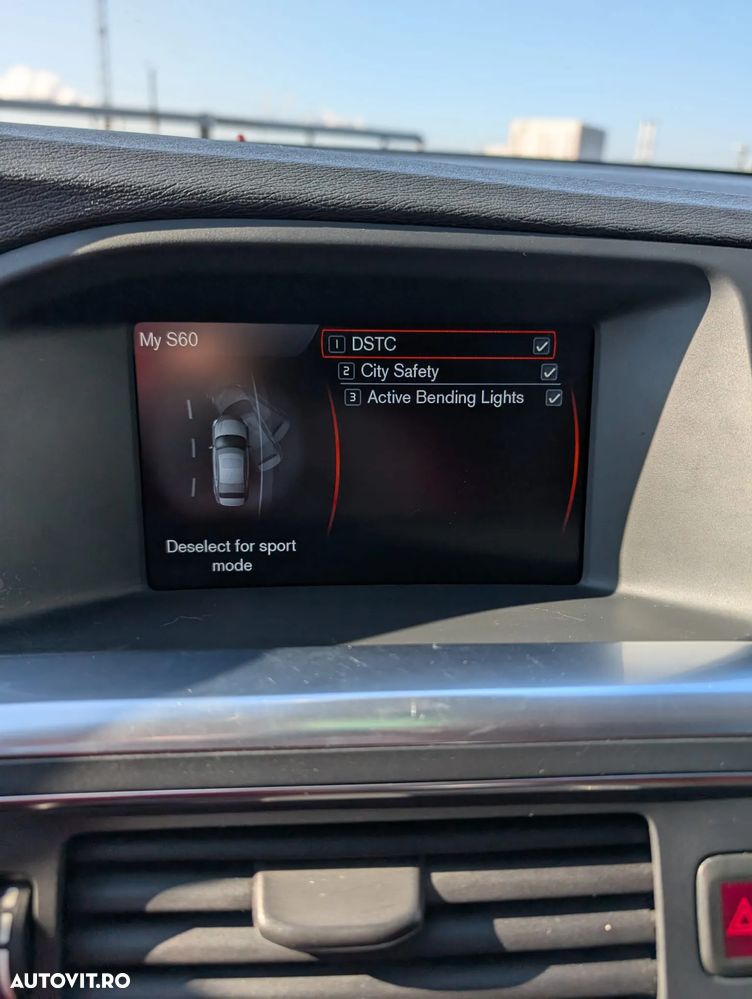 My S60
1 DSTC
2 City Safety
3 Active Bending Lights
Deselect for sport
mode
AUTOVIT.RO